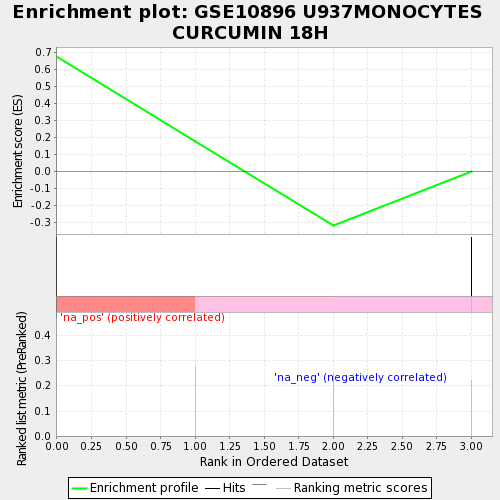 Enrichment plot: GSE10896 U937MONOCYTES
CURCUMIN 18H
Enrichment score (ES)
0.7
0.6
0.5
0.4
0.3
0.2
0.1
0.0
-0.1
-0.2
-0.3
'na_pos' (positively correlated)
'na_neg' (negatively correlated)
Ranked list metric (PreRanked)
0.4
0.3
0.2
0.1
0.0
0.00 0.25 0.50 0.75 1.00 1.25 1.50 1.75 2.00 2.25 2.50 2.75 3.00
Rank in Ordered Dataset
Enrichment profile Hits Ranking metric scores